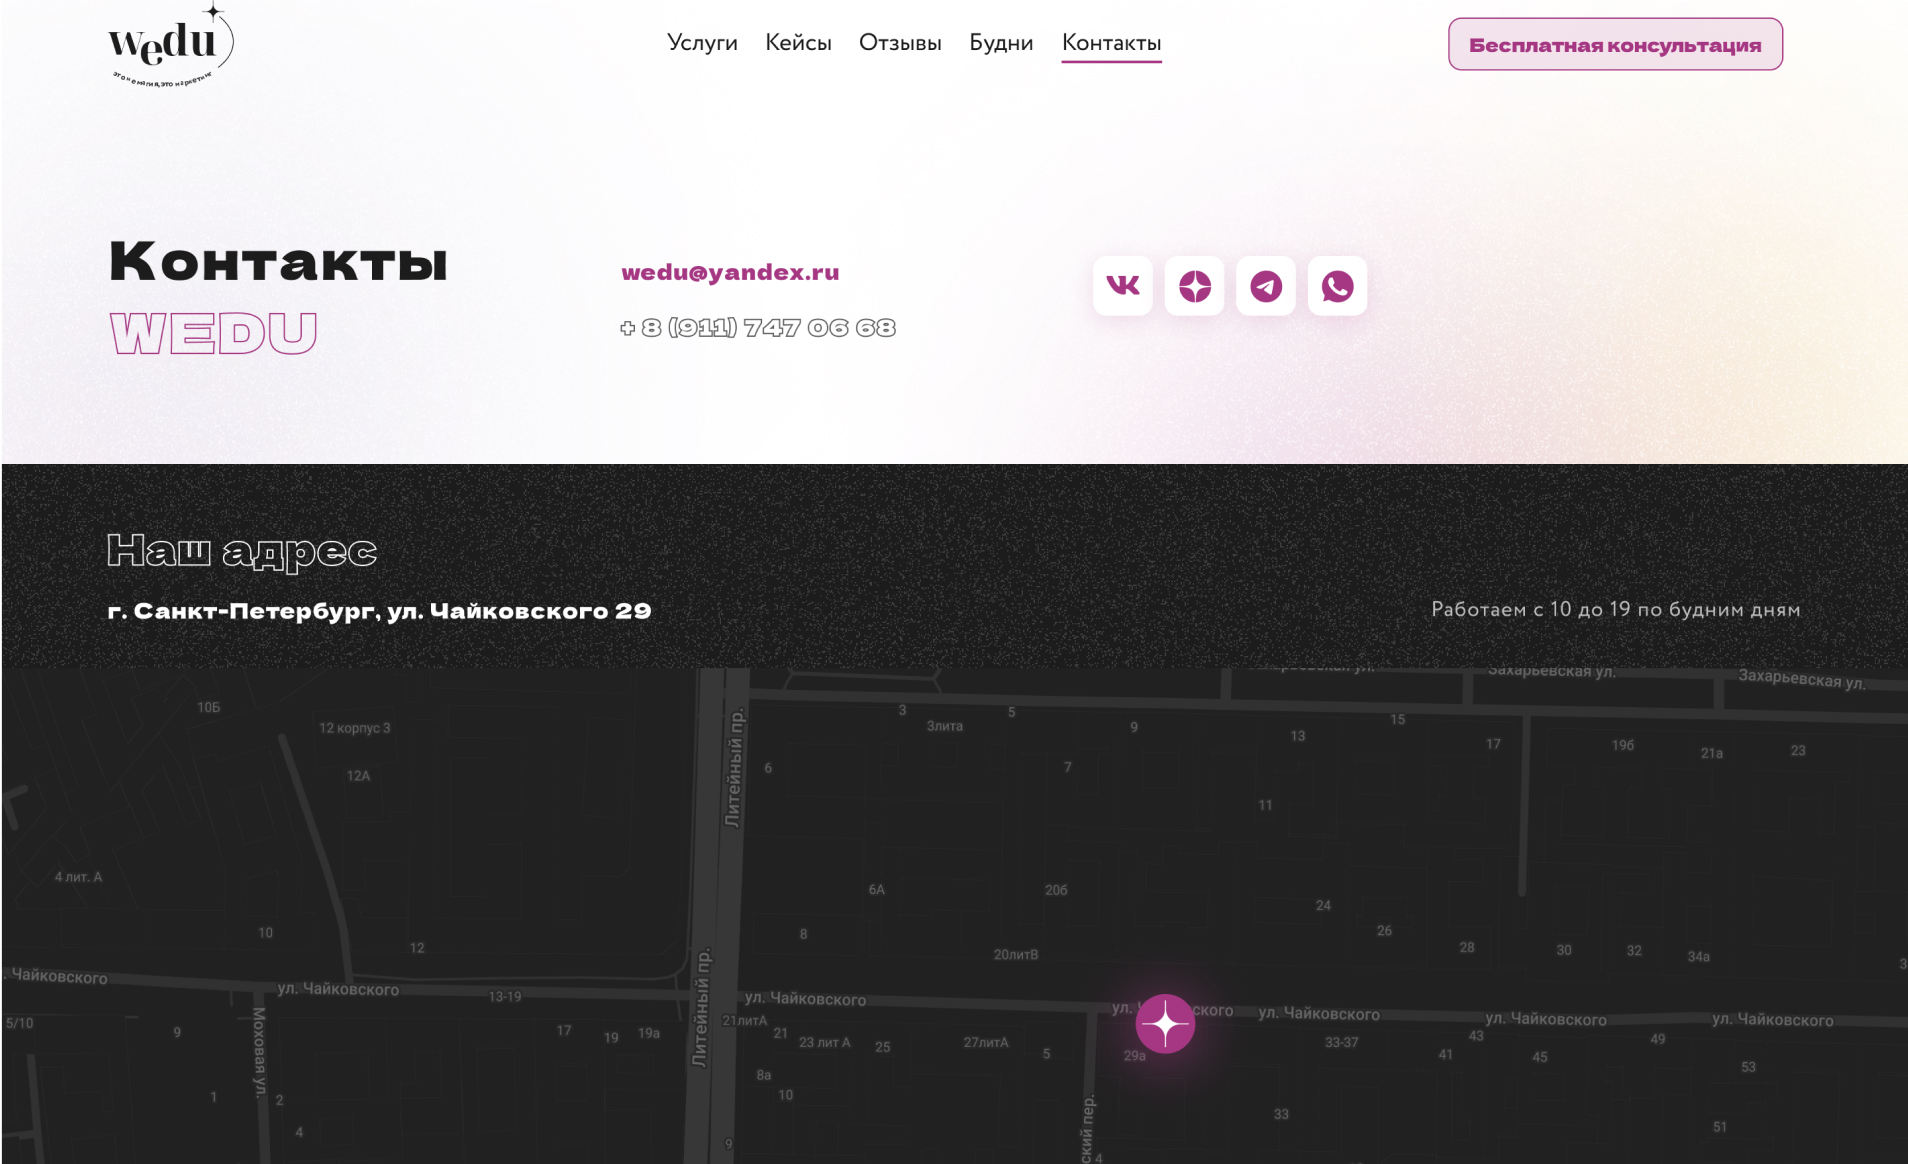 wedu
это не магия, это маркетинг
Услуги Кейсы Отзывы Будни Контакты
Бесплатная консультация
Контакты
WEDU
wedu@yandex.ru
+ 8 (911) 747 06 68
Наш адрес
г. Санкт-Петербург, ул. Чайковского 29
Работаем с 10 до 19 по будним дням
Захарьевская ул.
Захарьевская ул.
10Б
12 корпус 3
12А
3
3лита
5
9
13
15
17
19б
21а
23
Литейный пр.
6
7
11
4 лит. А
6А
20б
24
26
10
12
8
20литВ
28
30
32
34а
. Чайковского
ул. Чайковского
13-19
Литейный пр.
ул. Чайковского
ул.
ского
ул. Чайковского
ул. Чайковского
ул. Чайковского
5/10
9
Моховая ул.
17
19
19а
21литА
21
23 лит А
25
27литА
5
29а
33-37
41
43
45
49
53
8а
10
1
2
4
33
51
9
ский пер.
4